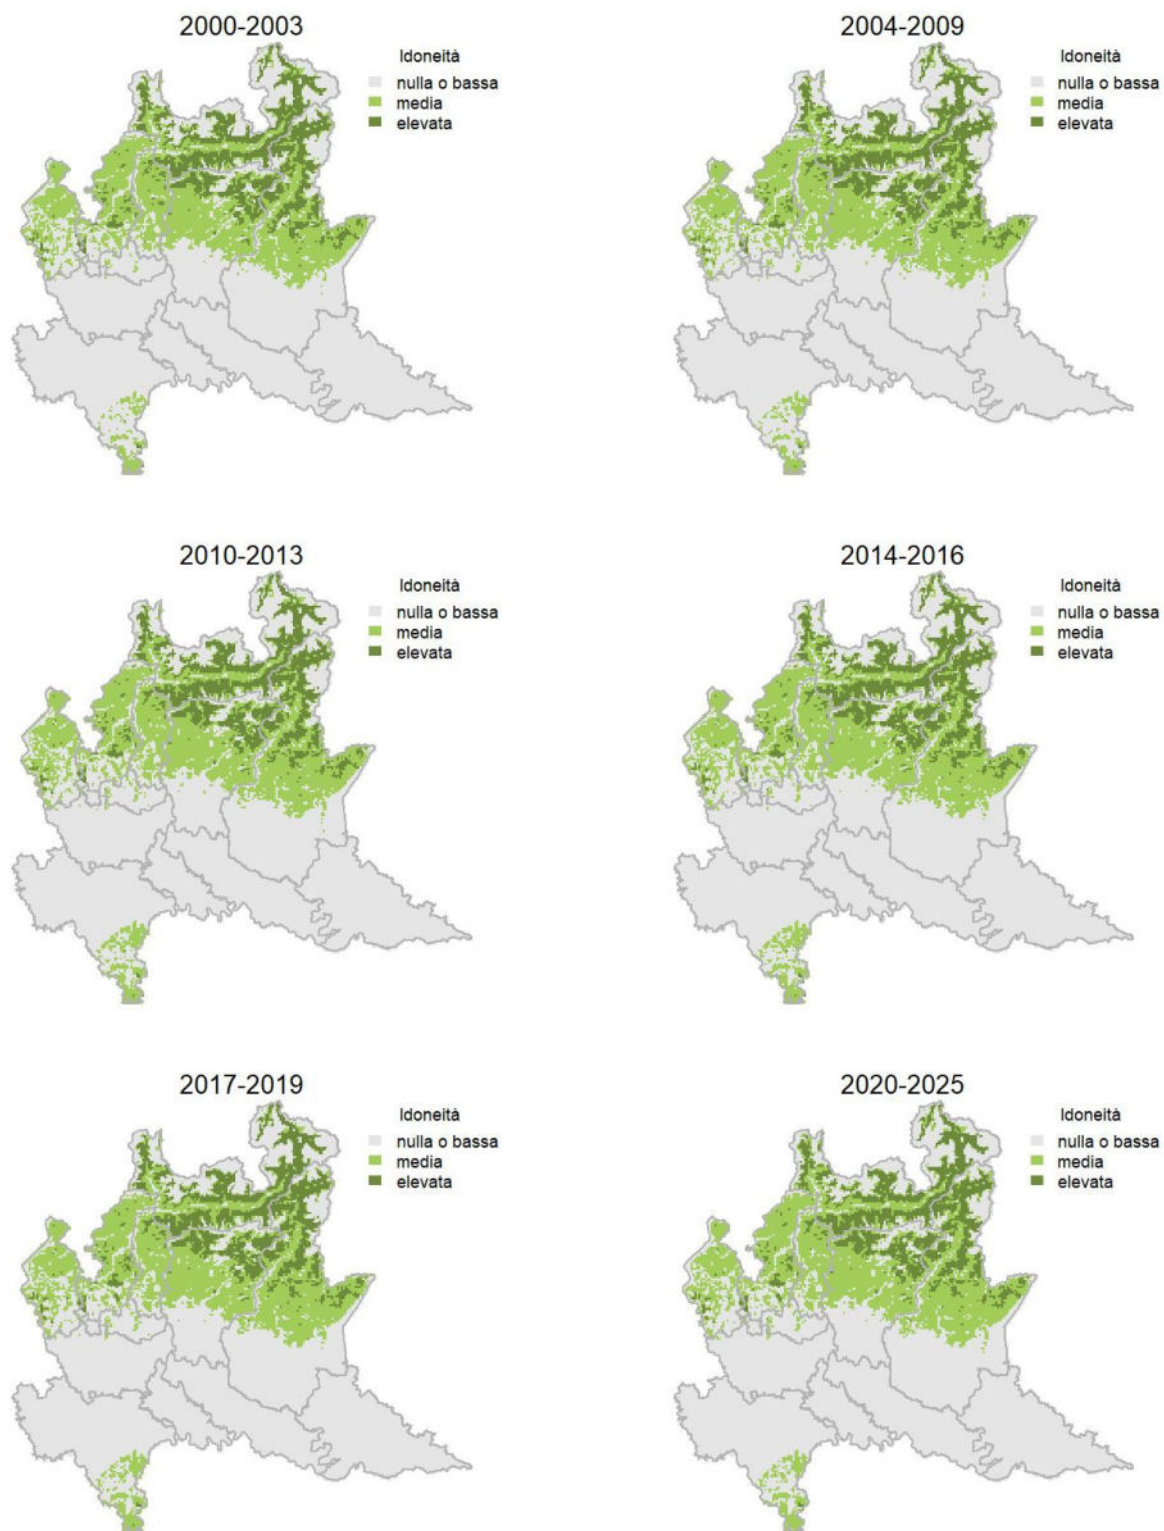 2000-2003
Idoneità
nulla o bassa
media
elevata
2004-2009
Idoneità
nulla o bassa
media
elevata
2010-2013
Idoneità
nulla o bassa
media
elevata
2014-2016
Idoneità
nulla o bassa
media
elevata
2017-2019
Idoneità
nulla o bassa
media
elevata
2020-2025
Idoneità
nulla o bassa
media
elevata